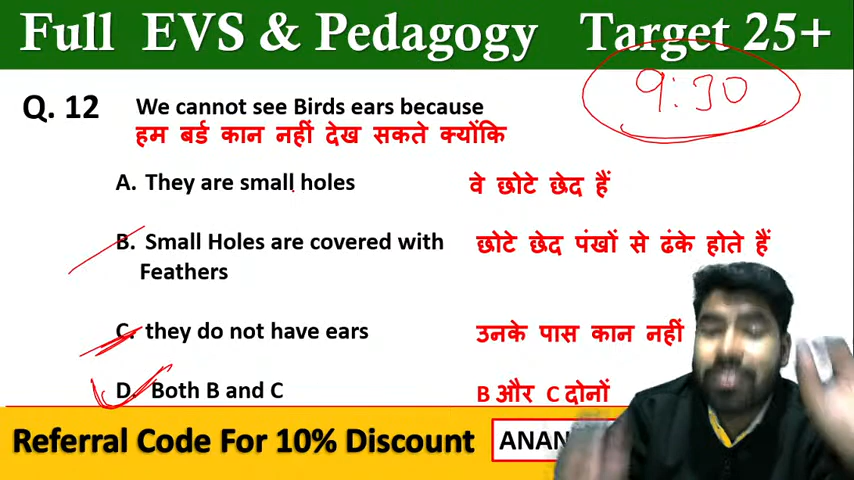 Full EVS & Pedagogy Target 25+
9:30
Q. 12 We cannot see Birds ears because
हम बर्ड कान नहीं देख सकते क्योंकि
A. They are small holes वे छोटे छेद हैं
B. Small Holes are covered with छोटे छेद पंखों से ढंके होते हैं
Feathers
C. they do not have ears उनके पास कान नहीं
D. Both B and C B और C दोनों
Referral Code For 10% Discount ANAN